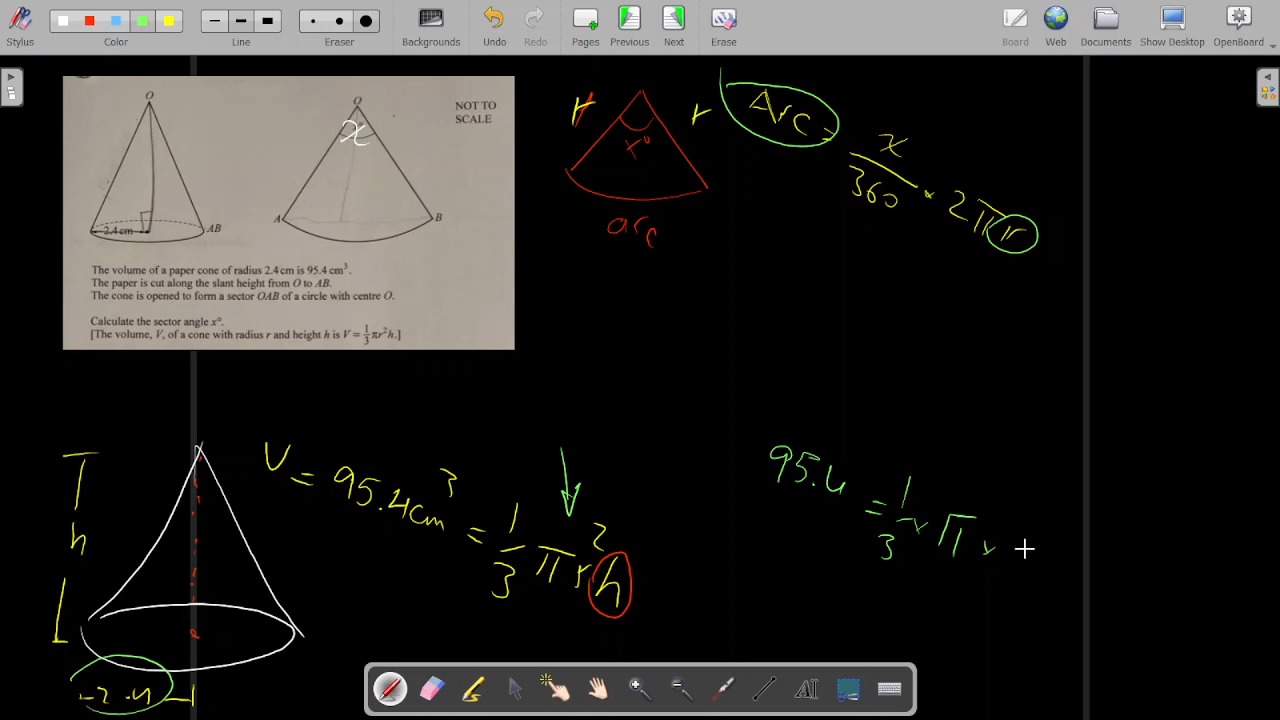 Stylus
Color
Line
Eraser
Backgrounds
Undo
Redo
Pages
Previous
Next
Erase
Board
Web
Documents
Show Desktop
OpenBoard
O
O
NOT TO
SCALE
x
2.4 cm
AB
A
B
The volume of a paper cone of radius 2.4 cm is 95.4 cm³.
The paper is cut along the slant height from O to AB.
The cone is opened to form a sector OAB of a circle with centre O.
Calculate the sector angle x°.
[The volume, V, of a cone with radius r and height h is V = 1/3 πr²h.]
r
r
x°
arc
Arc = x/360 × 2πr
h
2.4
V = 95.4cm³ = 1/3 πr²h
95.4 = 1/3 × π ×
AI